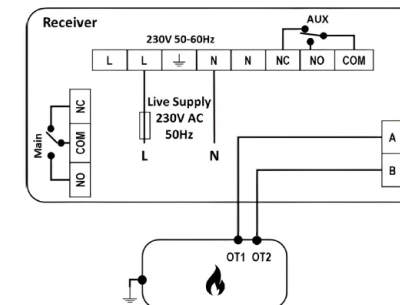 Receiver
AUX
230V 50-60Hz
L L N N NC NO COM
Live Supply
230V AC
50Hz
L N
Main
NC
COM
NO
A
B
OT1 OT2